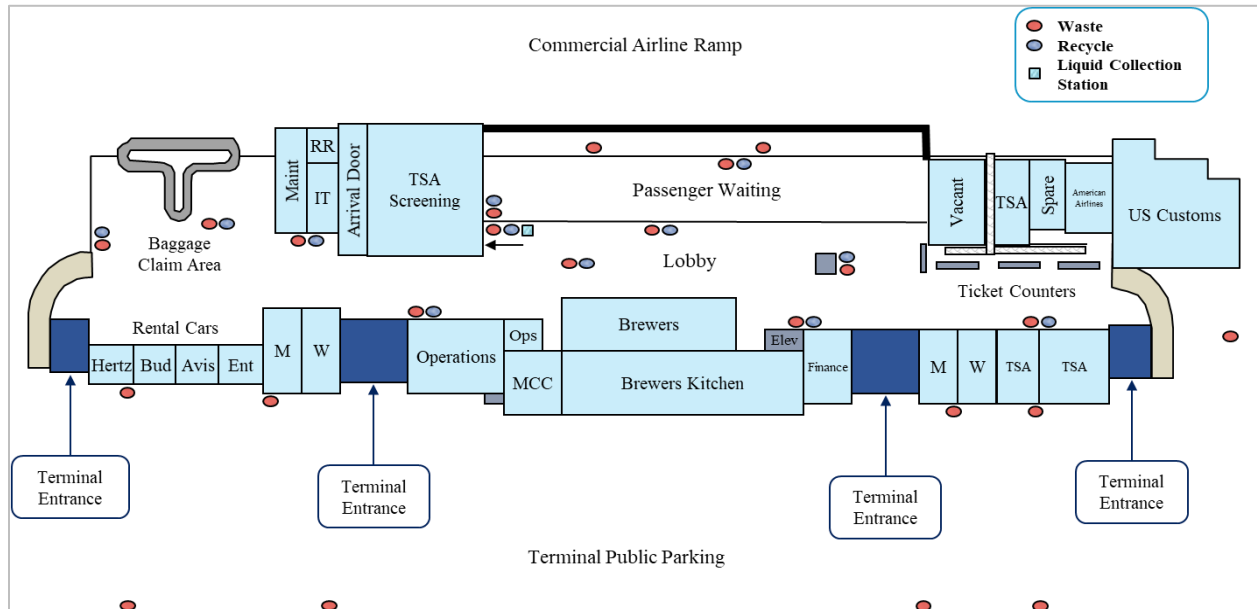 Commercial Airline Ramp
Waste
Recycle
Liquid Collection
Station
Maint
RR
IT
Arrival Door
TSA
Screening
Passenger Waiting
Vacant
TSA
Spare
American
Airlines
US Customs
Baggage
Claim Area
Lobby
Ticket Counters
Rental Cars
Hertz
Bud
Avis
Ent
M
W
Operations
Ops
MCC
Brewers
Brewers Kitchen
Elev
Finance
M
W
TSA
TSA
Terminal
Entrance
Terminal
Entrance
Terminal
Entrance
Terminal
Entrance
Terminal Public Parking